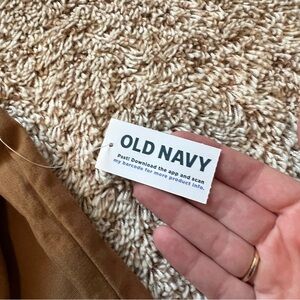 OLD NAVY
Psst! Download the app and scan
my barcode for more product info.